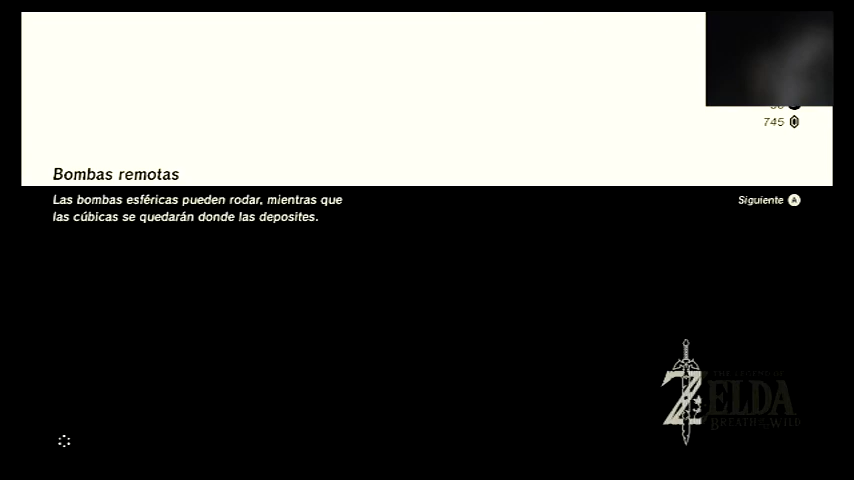 745
Bombas remotas
Las bombas esféricas pueden rodar, mientras que
las cúbicas se quedarán donde las deposites.
Siguiente A
THE LEGEND OF
ZELDA
BREATH OF THE WILD